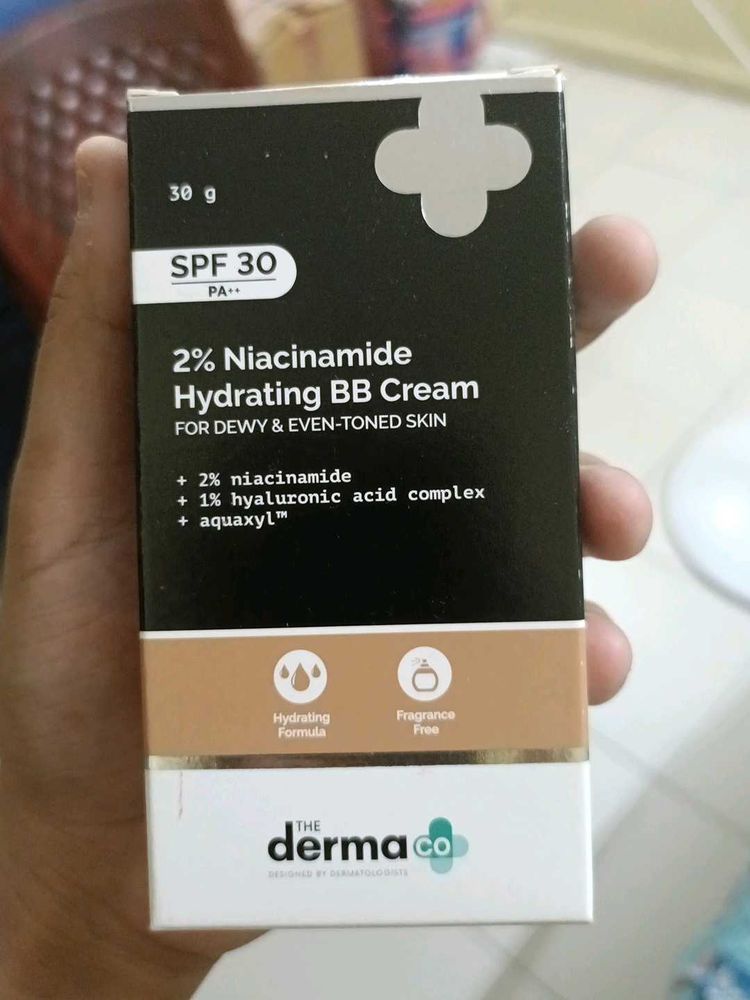 30 g
SPF 30
PA++
2% Niacinamide
Hydrating BB Cream
FOR DEWY & EVEN-TONED SKIN
+ 2% niacinamide
+ 1% hyaluronic acid complex
+ aquaxyl™
Hydrating
Formula
Fragrance
Free
THE
derma co
DESIGNED BY DERMATOLOGISTS